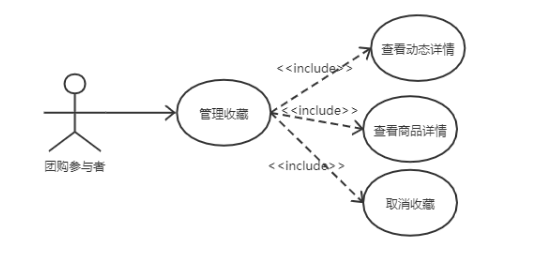 查看动态详情
<<include>>
管理收藏
<<include>>
查看商品详情
团购参与者
<<include>>
取消收藏